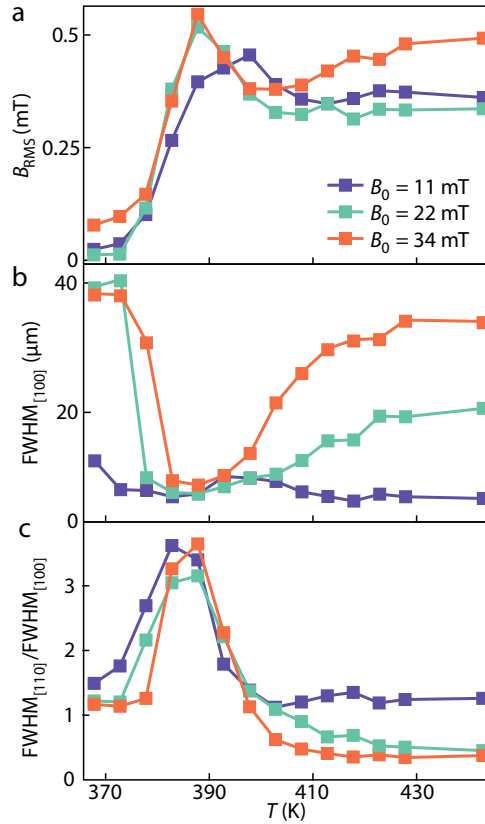 a
0.5
0.25
0
B_RMS (mT)
B_0 = 11 mT
B_0 = 22 mT
B_0 = 34 mT
b
40
20
0
FWHM_[100] (μm)
c
3
2
1
0
FWHM_[110]/FWHM_[100]
370 390 410 430
T (K)